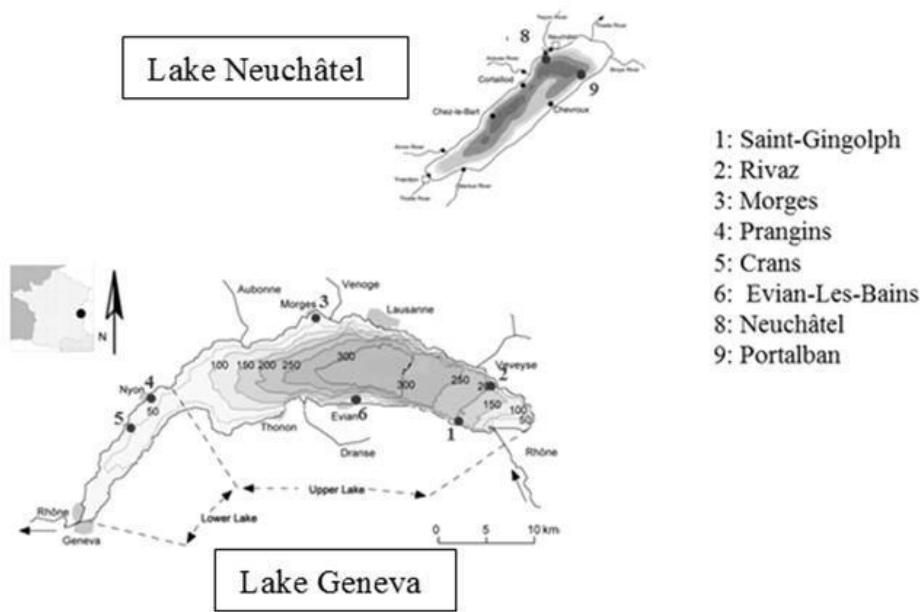 Lake Neuchâtel
8
Neuchâtel
Cortaillod
9
Chez-le-Bart
Chevroux
Yverdon
1: Saint-Gingolph
2: Rivaz
3: Morges
4: Prangins
5: Crans
6: Evian-Les-Bains
8: Neuchâtel
9: Portalban
N
Aubonne
Venoge
Morges 3
Lausanne
Veveyse
2
100 150 200 250
300
300
250
200
150
100
50
Nyon 4
50
5
6
Evian
Thonon
Dranse
1
Rhône
Upper Lake
Lower Lake
Rhône
Geneva
0 5 10 km
Lake Geneva